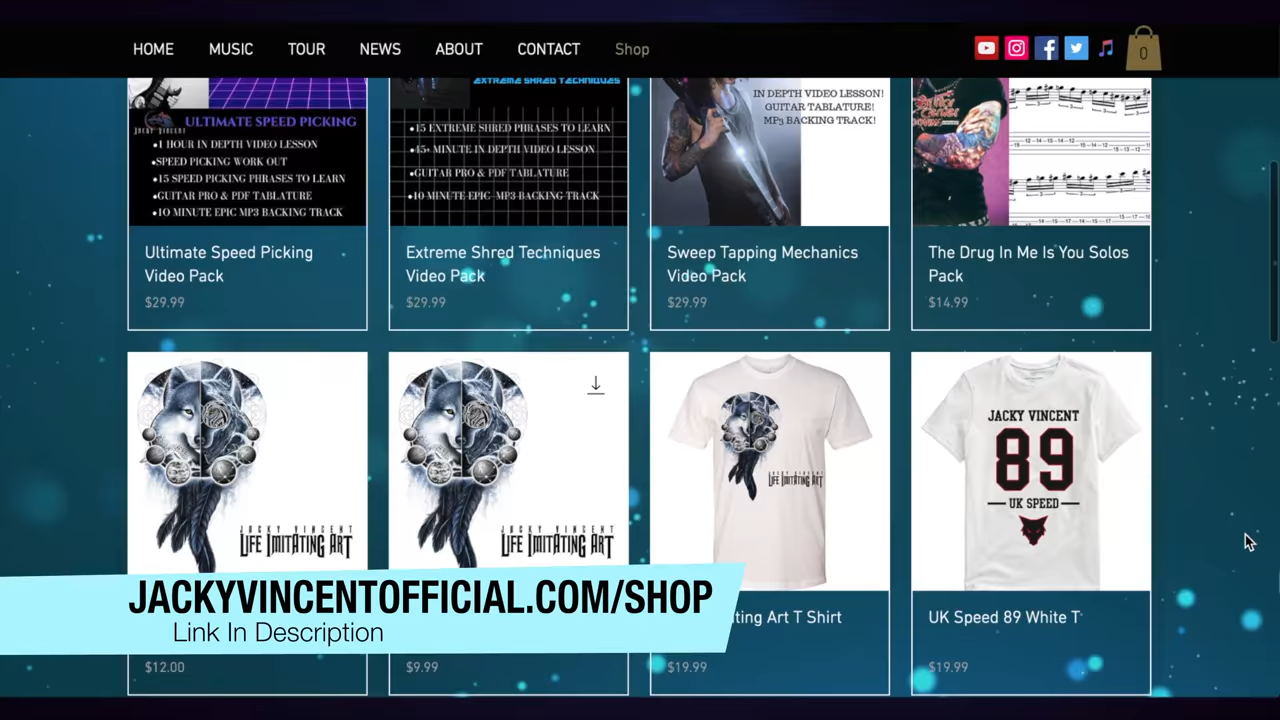 HOME MUSIC TOUR NEWS ABOUT CONTACT Shop
0
JACKY VINCENT
ULTIMATE SPEED PICKING
•1 HOUR IN DEPTH VIDEO LESSON
•SPEED PICKING WORK OUT
•15 SPEED PICKING PHRASES TO LEARN
•GUITAR PRO & PDF TABLATURE
•10 MINUTE EPIC MP3 BACKING TRACK
EXTREME SHRED TECHNIQUES
•15 EXTREME SHRED PHRASES TO LEARN
•45+ MINUTE IN DEPTH VIDEO LESSON
•GUITAR PRO & PDF TABLATURE
•10 MINUTE EPIC MP3 BACKING TRACK
IN DEPTH VIDEO LESSON!
GUITAR TABLATURE!
MP3 BACKING TRACK!
Ultimate Speed Picking
Video Pack
$29.99
Extreme Shred Techniques
Video Pack
$29.99
Sweep Tapping Mechanics
Video Pack
$29.99
The Drug In Me Is You Solos
Pack
$14.99
JACKY VINCENT
LIFE IMITATING ART
JACKY VINCENT
LIFE IMITATING ART
JACKY VINCENT
LIFE IMITATING ART
JACKY VINCENT
89
UK SPEED
JACKYVINCENTOFFICIAL.COM/SHOP
Link In Description
$12.00
$9.99
ting Art T Shirt
$19.99
UK Speed 89 White T
$19.99